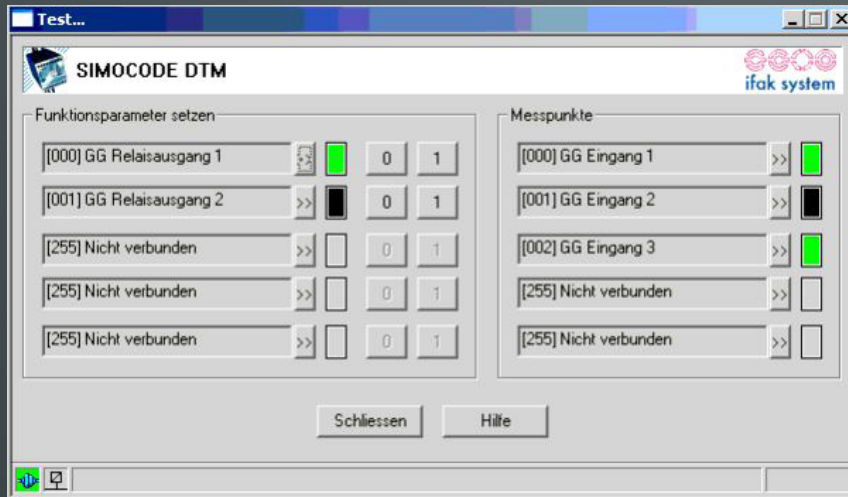 Test...
SIMOCODE DTM
ifak system
Funktionsparameter setzen
[000] GG Relaisausgang 1 0 1
[001] GG Relaisausgang 2 >> 0 1
[255] Nicht verbunden >> 0 1
[255] Nicht verbunden >> 0 1
[255] Nicht verbunden >> 0 1
Messpunkte
[000] GG Eingang 1 >>
[001] GG Eingang 2 >>
[002] GG Eingang 3 >>
[255] Nicht verbunden >>
[255] Nicht verbunden >>
Schliessen Hilfe